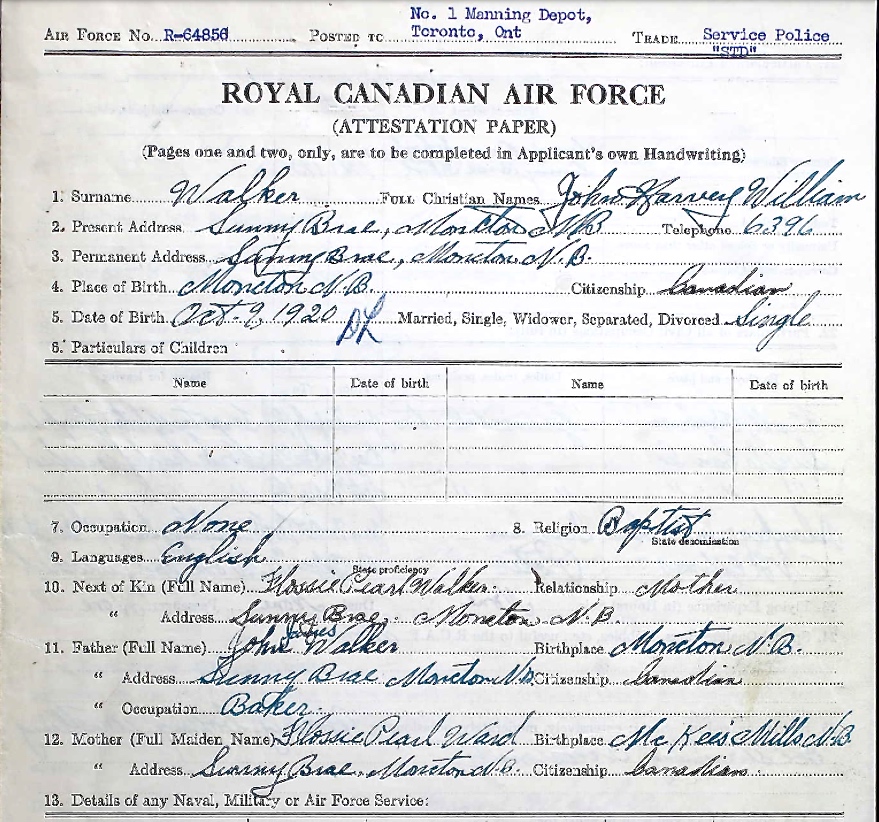 No. 1 Manning Depot,
AIR FORCE No. R-64856 POSTED TO Toronto, Ont TRADE Service Police
"STD"
ROYAL CANADIAN AIR FORCE
(ATTESTATION PAPER)
(Pages one and two, only, are to be completed in Applicant's own Handwriting)
1. Surname Walker FULL Christian Names John Harvey William
2. Present Address Sunny Brae, Moncton NB Telephone 6396
3. Permanent Address Sunny Brae, Moncton N.B.
4. Place of Birth Moncton N.B. Citizenship Canadian
5. Date of Birth Oct-9, 1920 Married, Single, Widower, Separated, Divorced Single
6. Particulars of Children
Name Date of birth Name Date of birth
7. Occupation None 8. Religion Baptist
State denomination
9. Languages English
State proficiency
10. Next of Kin (Full Name) Flossie Pearl Walker Relationship Mother
" Address Sunny Brae, Moncton N.B.
11. Father (Full Name) John James Walker Birthplace Moncton N.B.
" Address Sunny Brae Moncton N.B Citizenship Canadian
" Occupation Baker
12. Mother (Full Maiden Name) Flossie Pearl Ward Birthplace Mc Kees Mills N.B
" Address Sunny Brae, Moncton N.B. Citizenship Canadian
13. Details of any Naval, Military or Air Force Service: